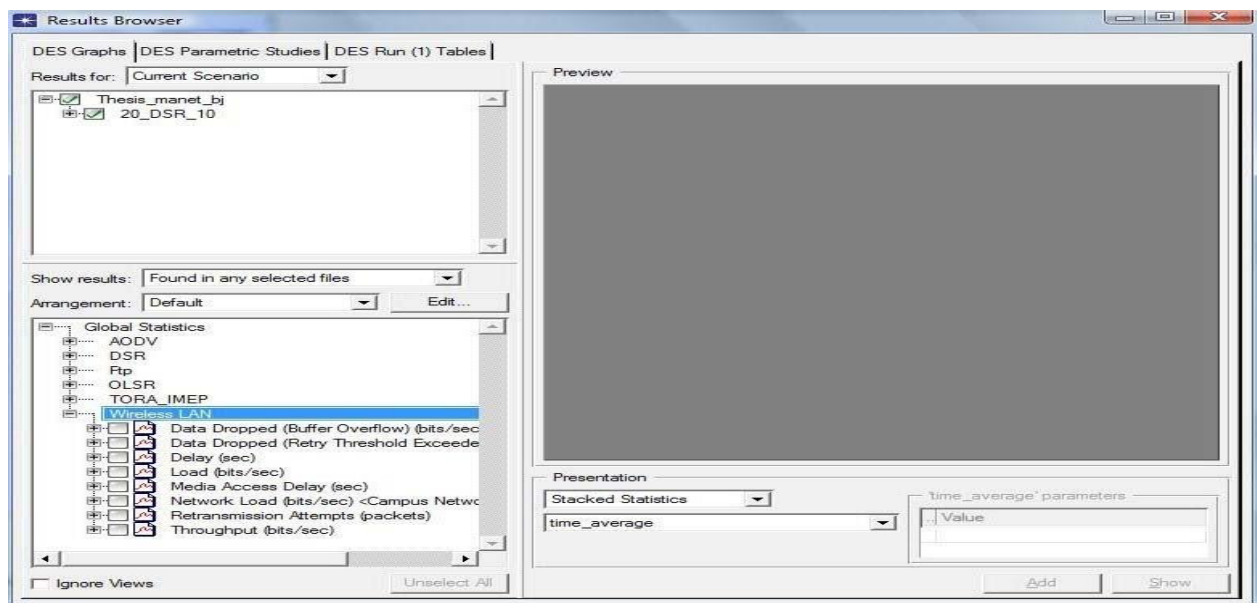 Results Browser
DES Graphs DES Parametric Studies DES Run (1) Tables
Results for: Current Scenario
Thesis_manet_bj
20_DSR_10
Show results: Found in any selected files
Arrangement: Default Edit...
Global Statistics
AODV
DSR
Ftp
OLSR
TORA_IMEP
Wireless LAN
Data Dropped (Buffer Overflow) (bits/sec
Data Dropped (Retry Threshold Exceede
Delay (sec)
Load (bits/sec)
Media Access Delay (sec)
Network Load (bits/sec) <Campus Netwo
Retransmission Attempts (packets)
Throughput (bits/sec)
Ignore Views Unselect All
Preview
Presentation
Stacked Statistics
time_average
'time_average' parameters
... Value
Add Show